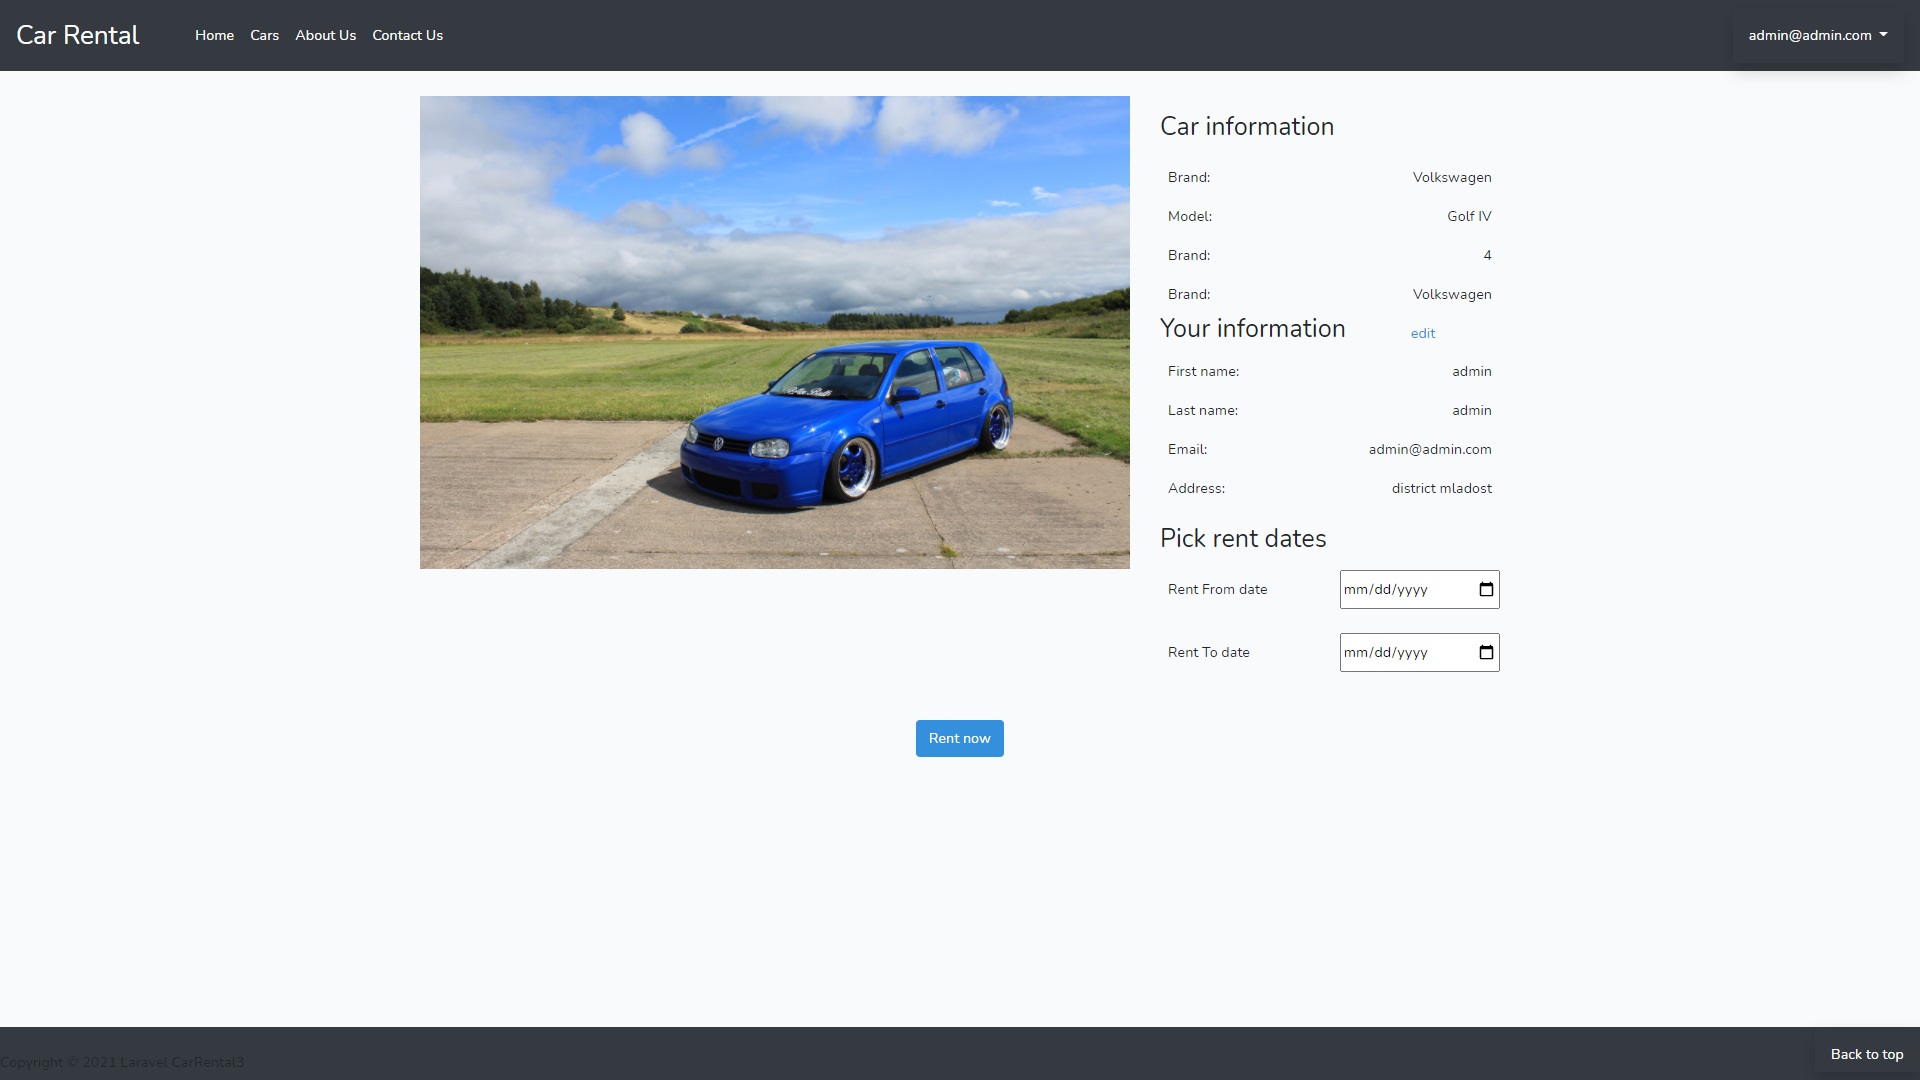 Car Rental Home Cars About Us Contact Us admin@admin.com
Car information
Brand: Volkswagen
Model: Golf IV
Brand: 4
Brand: Volkswagen
Your information edit
First name: admin
Last name: admin
Email: admin@admin.com
Address: district mladost
Pick rent dates
Rent From date mm/dd/yyyy
Rent To date mm/dd/yyyy
Rent now
Copyright © 2021 Laravel CarRental3
Back to top